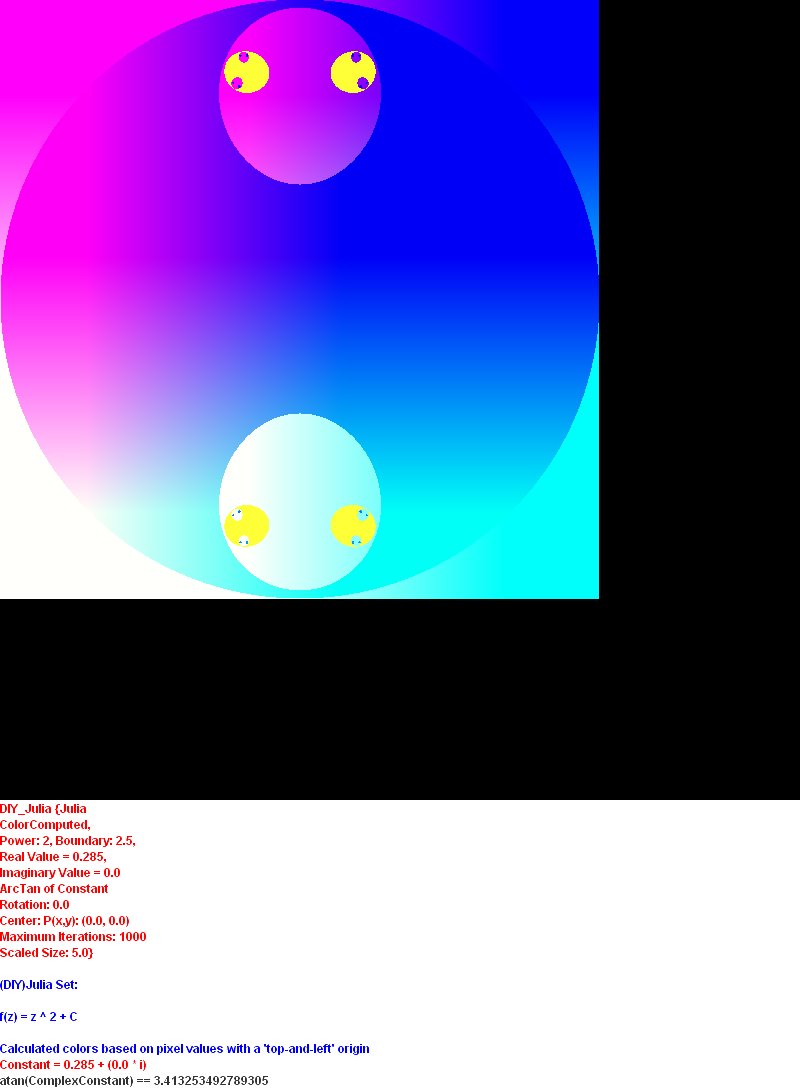 DIY_Julia {Julia
ColorComputed,
Power: 2, Boundary: 2.5,
Real Value = 0.285,
Imaginary Value = 0.0
ArcTan of Constant
Rotation: 0.0
Center: P(x,y): (0.0, 0.0)
Maximum Iterations: 1000
Scaled Size: 5.0}
(DIY)Julia Set:
f(z) = z ^ 2 + C
Calculated colors based on pixel values with a 'top-and-left' origin
Constant = 0.285 + (0.0 * i)
atan(ComplexConstant) == 3.413253492789305